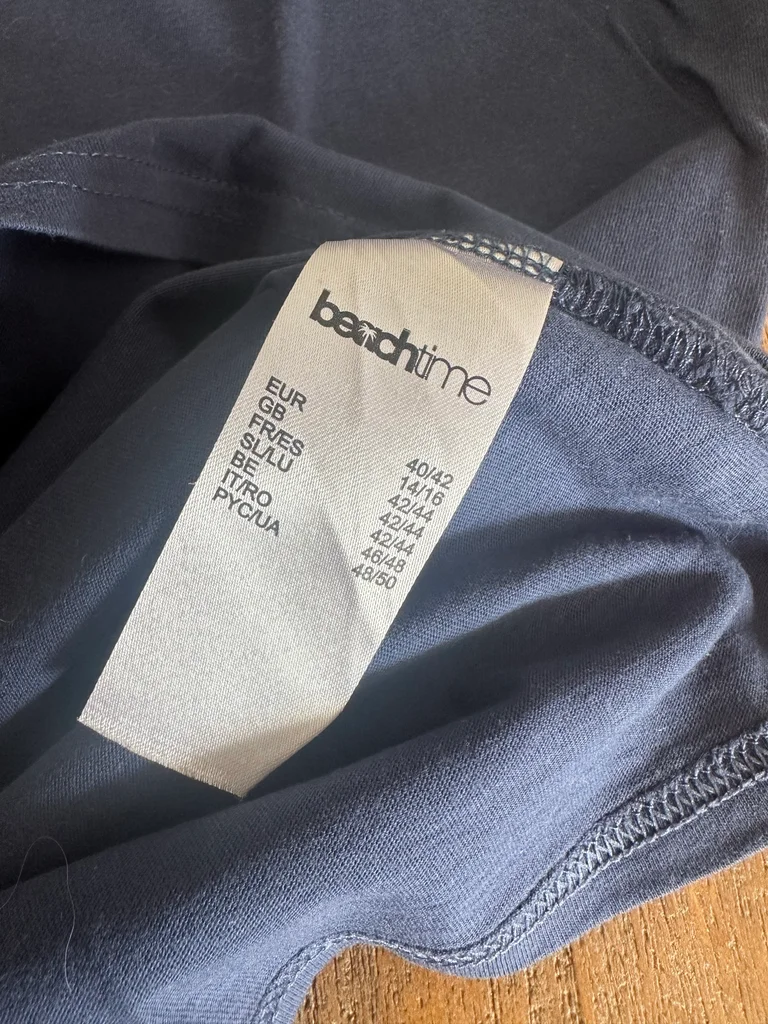 beachtime
EUR 40/42
GB 14/16
FR/ES 42/44
SL/LU 42/44
BE 42/44
IT/RO 46/48
PYC/UA 48/50